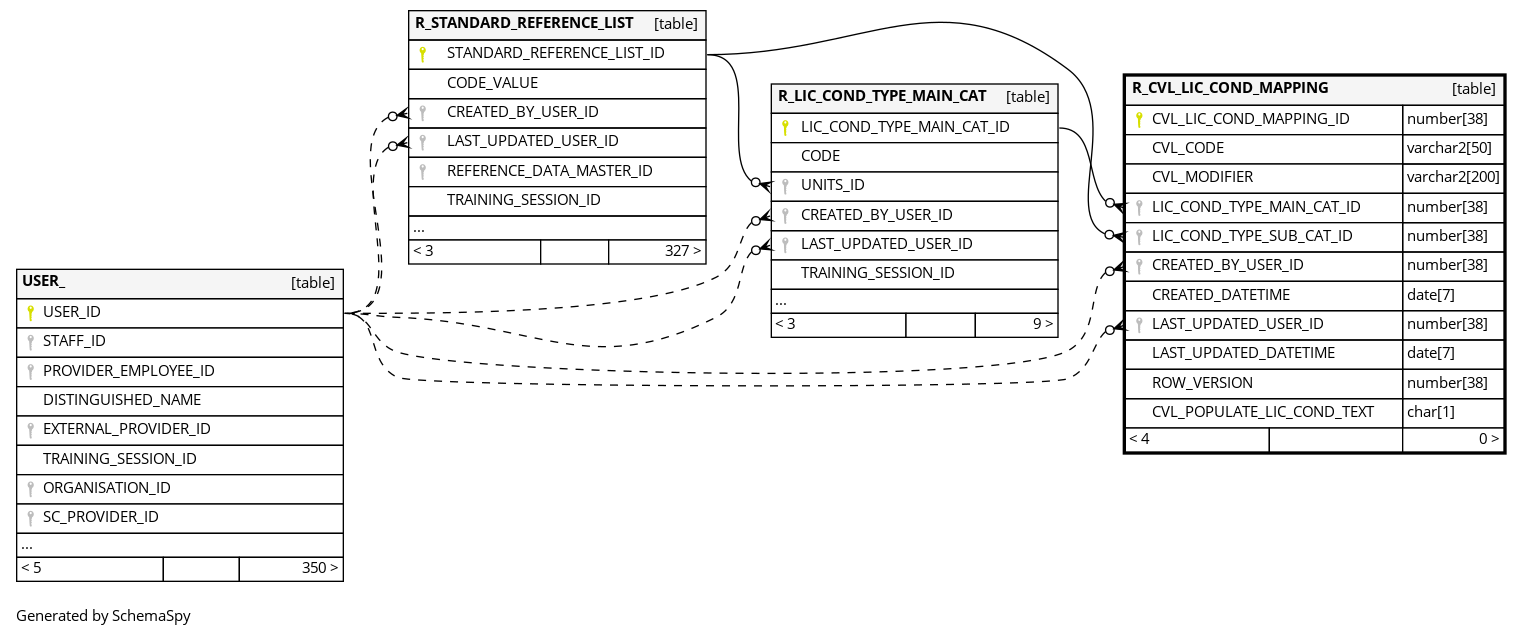 R_STANDARD_REFERENCE_LIST [table]
STANDARD_REFERENCE_LIST_ID
CODE_VALUE
CREATED_BY_USER_ID
LAST_UPDATED_USER_ID
REFERENCE_DATA_MASTER_ID
TRAINING_SESSION_ID
...
< 3 327 >
R_LIC_COND_TYPE_MAIN_CAT [table]
LIC_COND_TYPE_MAIN_CAT_ID
CODE
UNITS_ID
CREATED_BY_USER_ID
LAST_UPDATED_USER_ID
TRAINING_SESSION_ID
...
< 3 9 >
R_CVL_LIC_COND_MAPPING [table]
CVL_LIC_COND_MAPPING_ID number[38]
CVL_CODE varchar2[50]
CVL_MODIFIER varchar2[200]
LIC_COND_TYPE_MAIN_CAT_ID number[38]
LIC_COND_TYPE_SUB_CAT_ID number[38]
CREATED_BY_USER_ID number[38]
CREATED_DATETIME date[7]
LAST_UPDATED_USER_ID number[38]
LAST_UPDATED_DATETIME date[7]
ROW_VERSION number[38]
CVL_POPULATE_LIC_COND_TEXT char[1]
< 4 0 >
USER_ [table]
USER_ID
STAFF_ID
PROVIDER_EMPLOYEE_ID
DISTINGUISHED_NAME
EXTERNAL_PROVIDER_ID
TRAINING_SESSION_ID
ORGANISATION_ID
SC_PROVIDER_ID
...
< 5 350 >
Generated by SchemaSpy